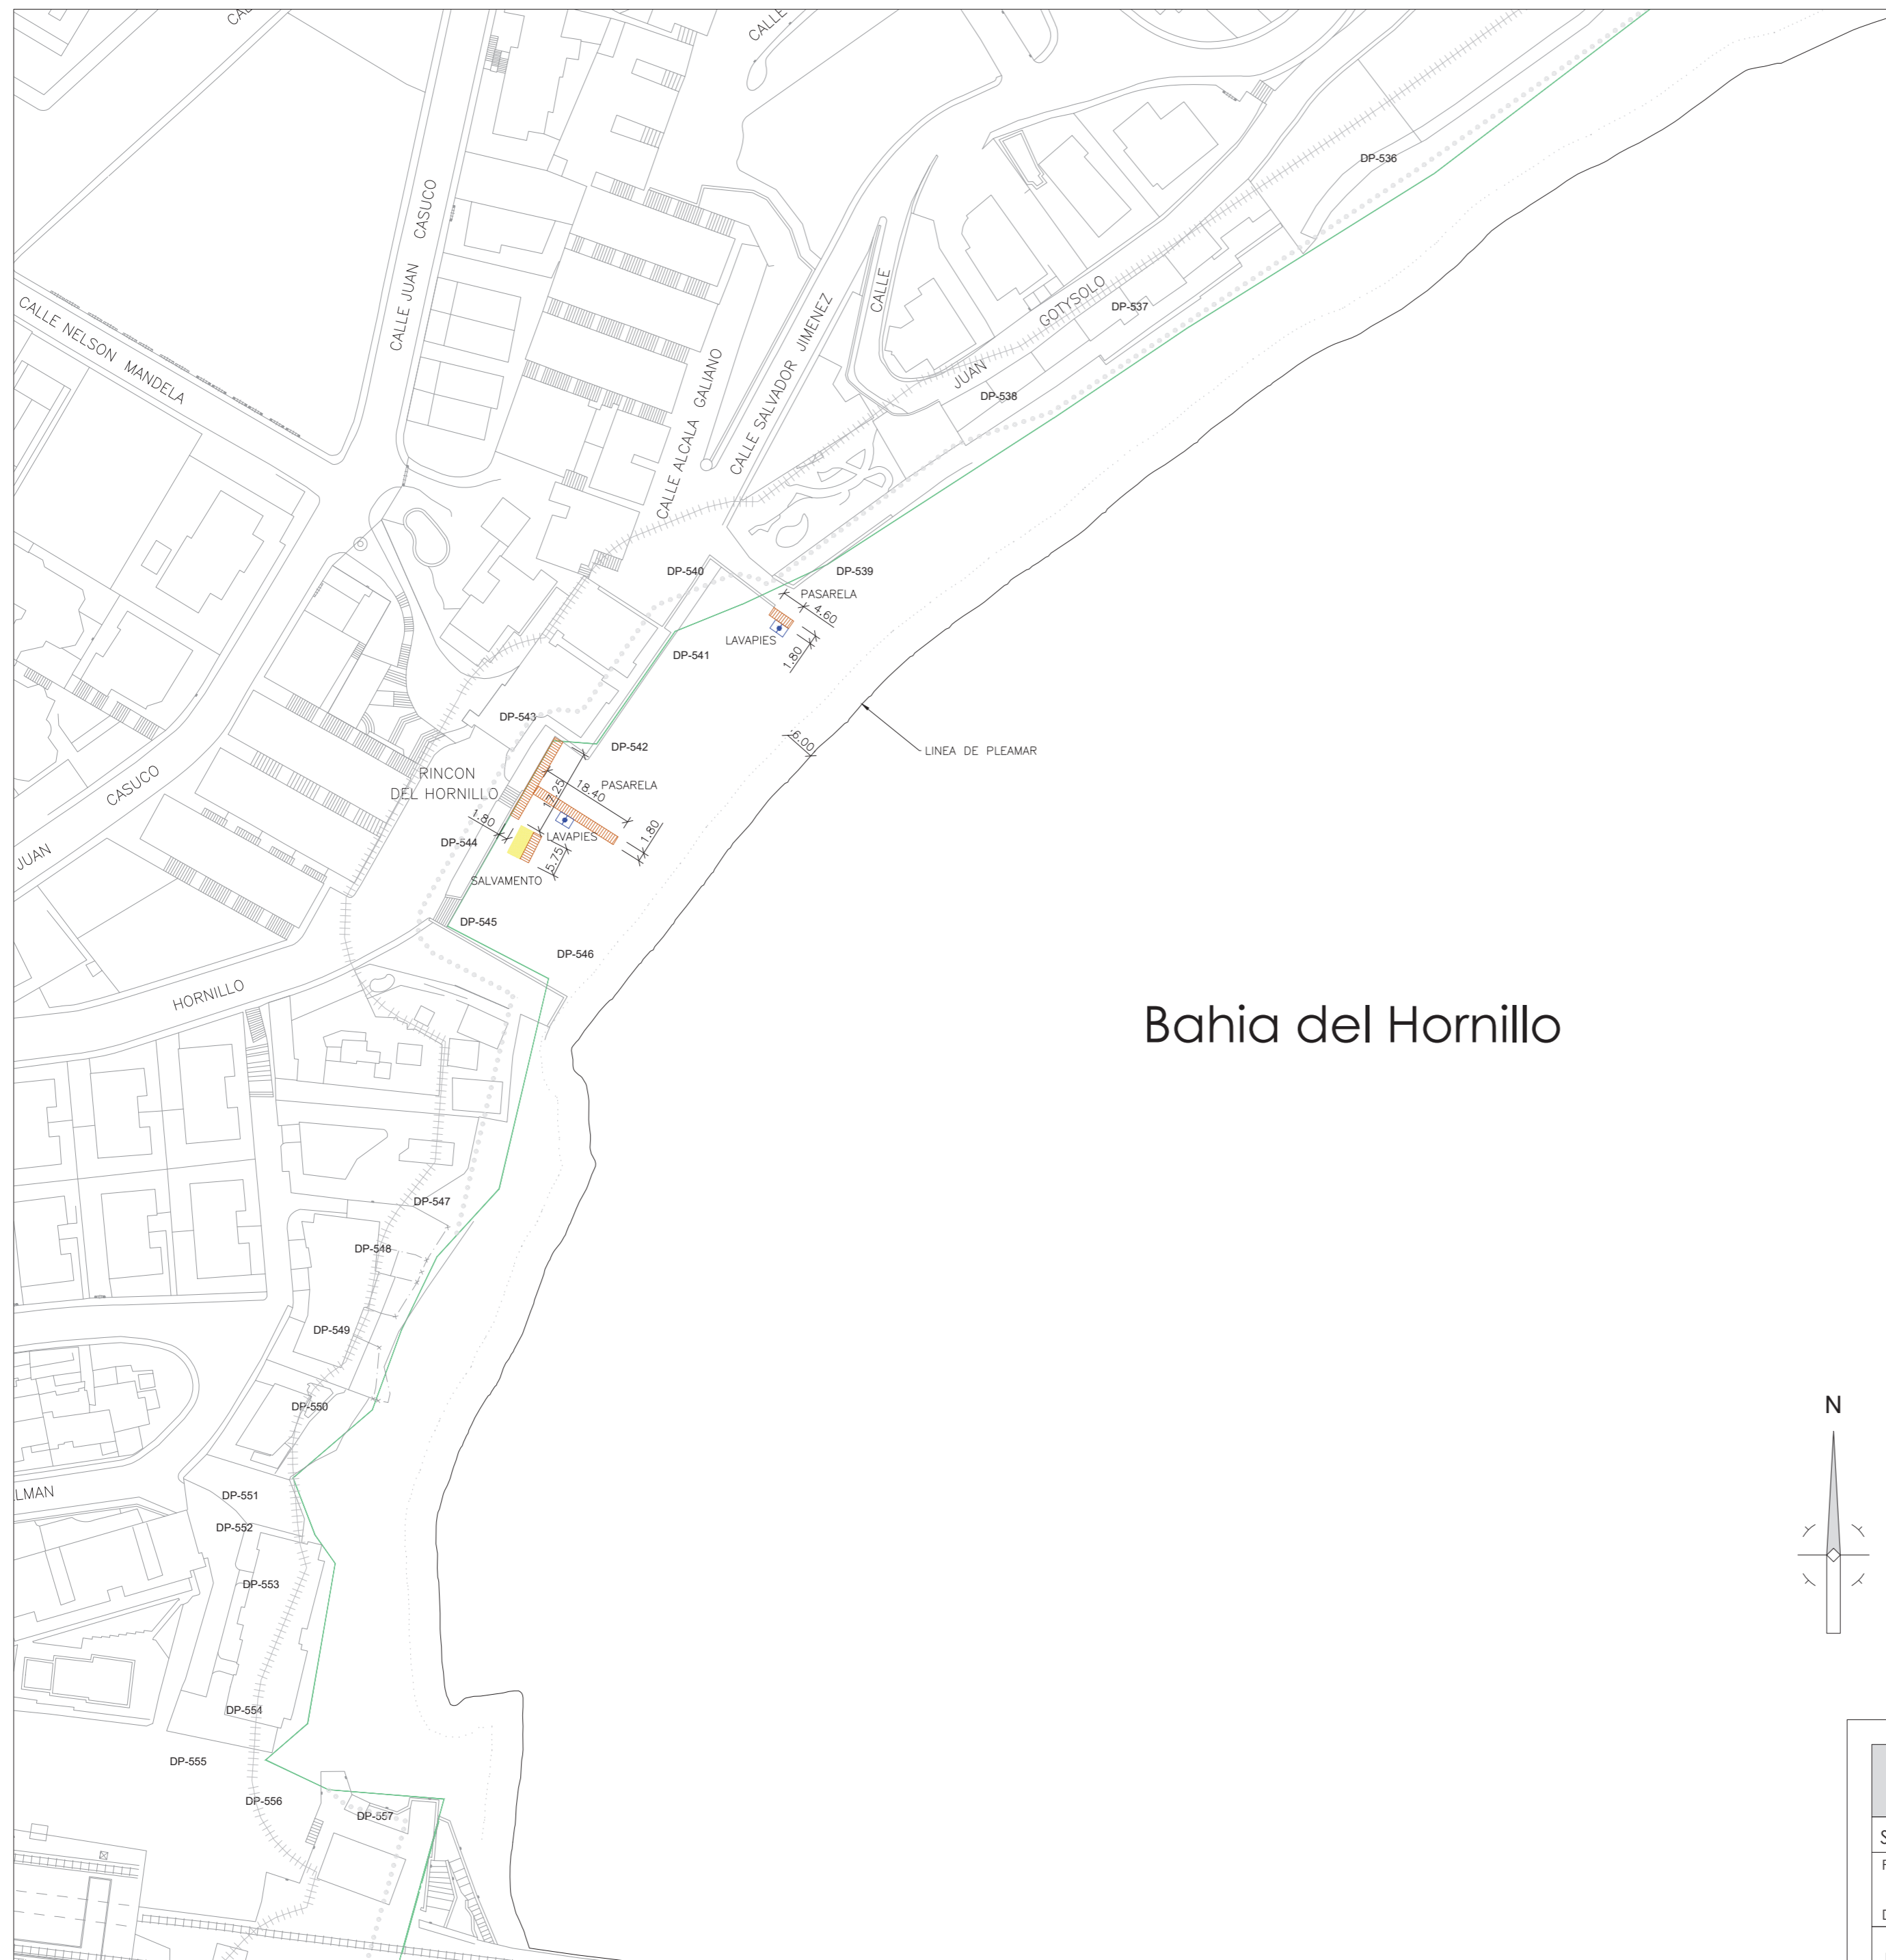 CALLE
DP-536
CALLE JUAN CASUCO
CALLE NELSON MANDELA
CALLE ALCALA GALIANO
CALLE SALVADOR JIMENEZ
CALLE
JUAN GOTYSOLO
DP-537
DP-538
DP-540
DP-539
PASARELA
4.60
LAVAPIES
1.80
DP-541
DP-543
DP-542
6.00
LINEA DE PLEAMAR
RINCON
DEL HORNILLO
PASARELA
17.25
18.40
1.80
1.80
LAVAPIES
5.75
DP-544
SALVAMENTO
JUAN CASUCO
DP-545
DP-546
HORNILLO
Bahia del Hornillo
DP-547
DP-548
DP-549
DP-550
N
LMAN
DP-551
DP-552
DP-553
DP-554
DP-555
DP-556
DP-557